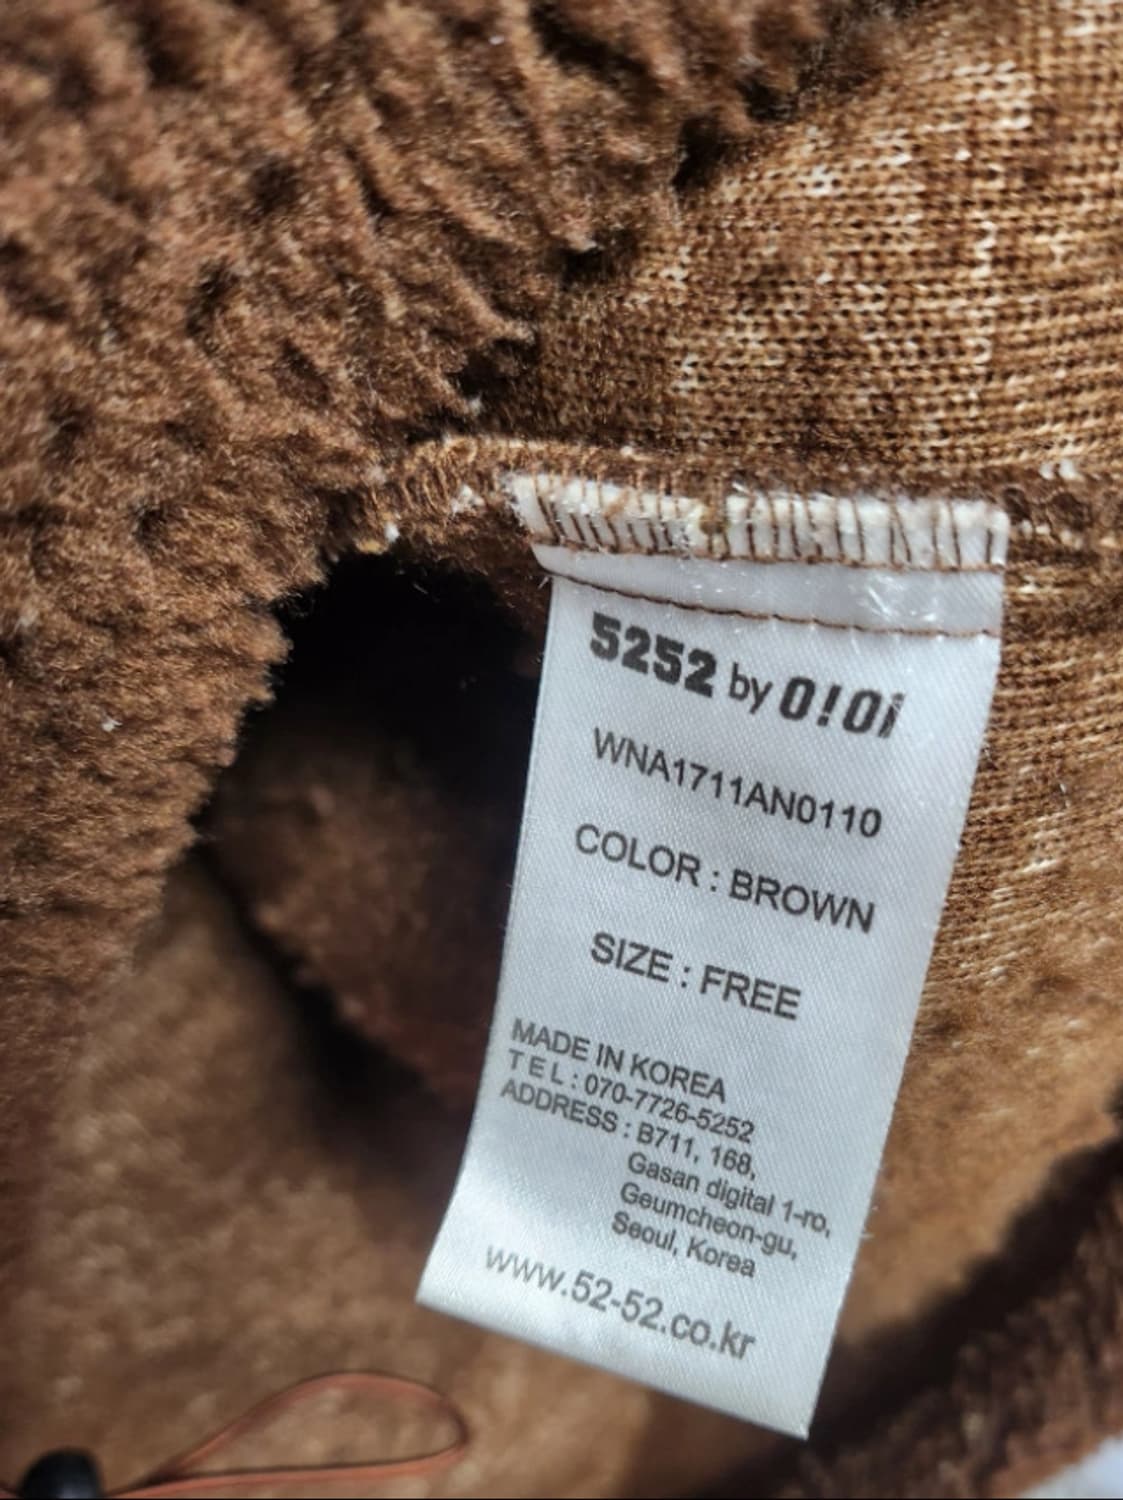 5252 by O!Oi
WNA1711AN0110
COLOR : BROWN
SIZE : FREE
MADE IN KOREA
TEL : 070-7726-5252
ADDRESS : B711, 168,
Gasan digital 1-ro,
Geumcheon-gu,
Seoul, Korea
www.52-52.co.kr